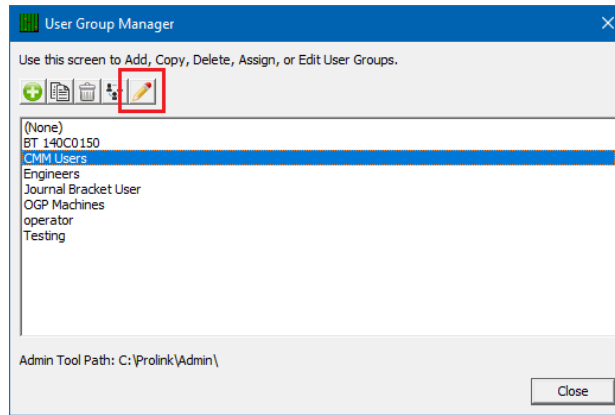 User Group Manager
Use this screen to Add, Copy, Delete, Assign, or Edit User Groups.
(None)
BT 140C0150
CMM Users
Engineers
Journal Bracket User
OGP Machines
operator
Testing
Admin Tool Path: C:\Prolink\Admin\
Close